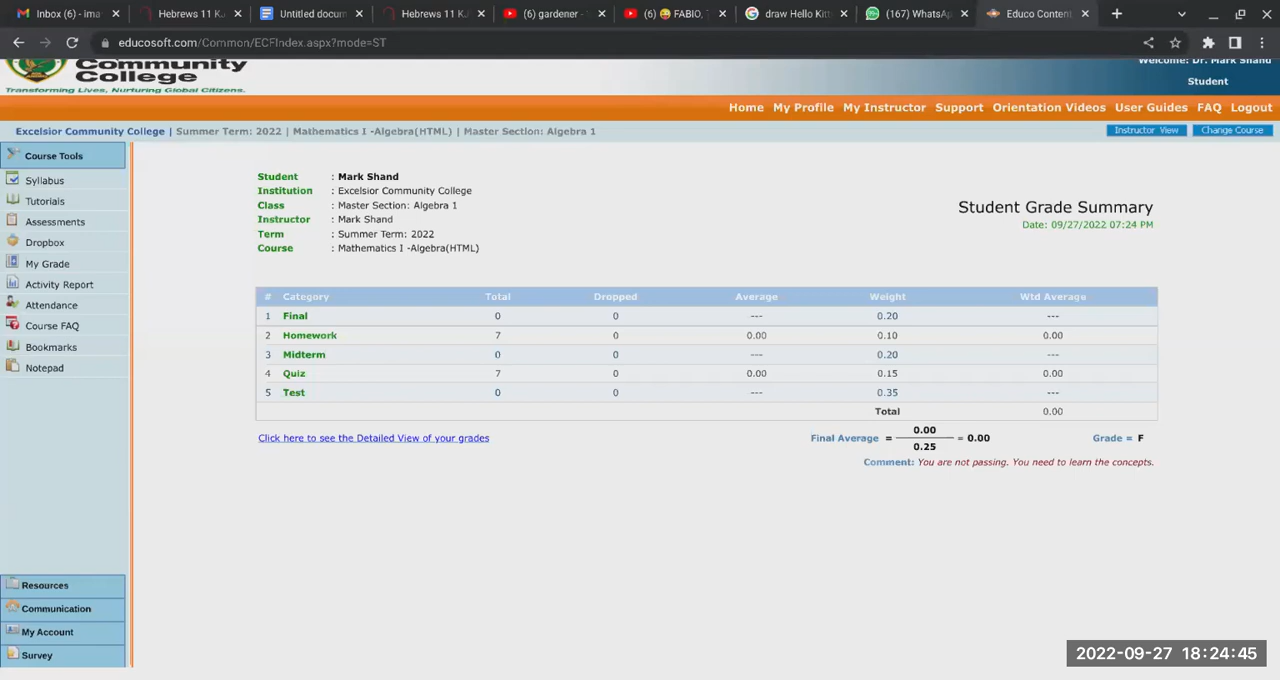 Inbox (6) - ima
Hebrews 11 KJ
Untitled docum
Hebrews 11 KJ
(6) gardener -
(6) 😜 FABIO,
draw Hello Kitt
(167) WhatsAp
Educo Content
educosoft.com/Common/ECFIndex.aspx?mode=ST
Community
College
Transforming Lives, Nurturing Global Citizens.
Welcome: Dr. Mark Shand
Student
Home My Profile My Instructor Support Orientation Videos User Guides FAQ Logout
Excelsior Community College | Summer Term: 2022 | Mathematics I -Algebra(HTML) | Master Section: Algebra 1
Instructor View Change Course
Course Tools
Syllabus
Tutorials
Assessments
Dropbox
My Grade
Activity Report
Attendance
Course FAQ
Bookmarks
Notepad
Resources
Communication
My Account
Survey
Student : Mark Shand
Institution : Excelsior Community College
Class : Master Section: Algebra 1
Instructor : Mark Shand
Term : Summer Term: 2022
Course : Mathematics I -Algebra(HTML)
Student Grade Summary
Date: 09/27/2022 07:24 PM
# Category Total Dropped Average Weight Wtd Average
1 Final 0 0 --- 0.20 ---
2 Homework 7 0 0.00 0.10 0.00
3 Midterm 0 0 --- 0.20 ---
4 Quiz 7 0 0.00 0.15 0.00
5 Test 0 0 --- 0.35 ---
Total 0.00
Click here to see the Detailed View of your grades
Final Average = 0.00 / 0.25 = 0.00 Grade = F
Comment: You are not passing. You need to learn the concepts.
2022-09-27 18:24:45